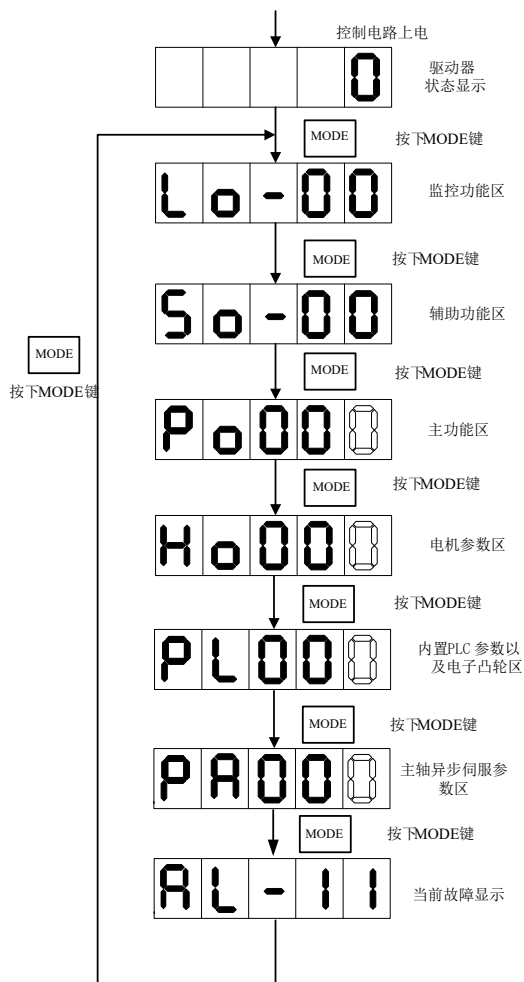 控制电路上电
0
驱动器
状态显示
MODE
按下MODE键
Lo-00
监控功能区
MODE
按下MODE键
So-00
辅助功能区
MODE
按下MODE键
MODE
按下MODE键
Po000
主功能区
MODE
按下MODE键
Ho000
电机参数区
MODE
按下MODE键
PL000
内置PLC 参数以
及电子凸轮区
MODE
按下MODE键
PA000
主轴异步伺服参
数区
MODE
按下MODE键
AL-11
当前故障显示